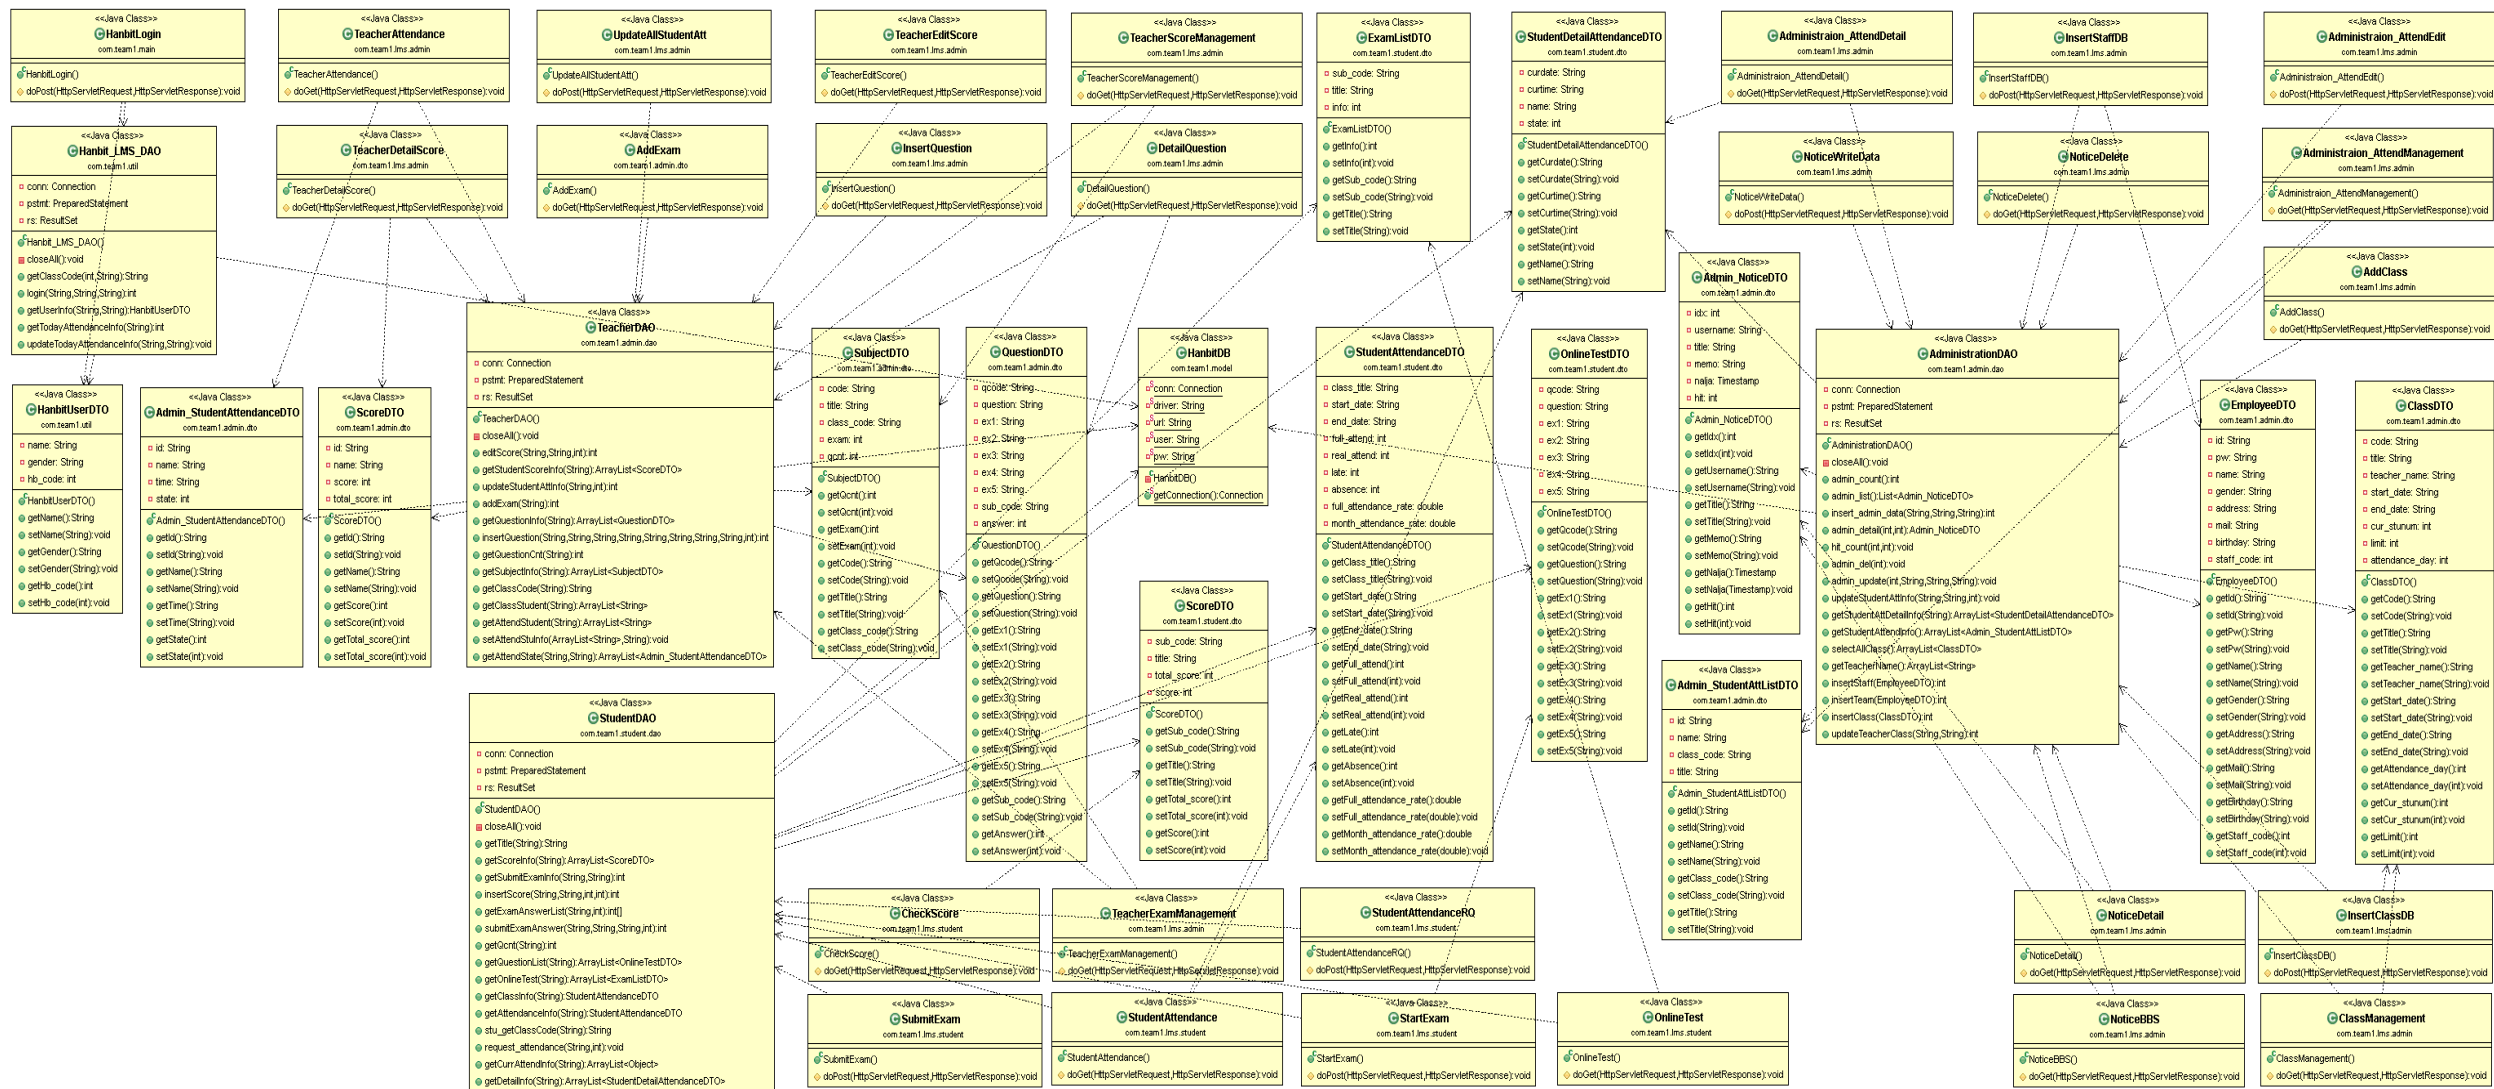 <<Java Class>>
HanbitLogin
com.team1.main
HanbitLogin()
doPost(HttpServletRequest,HttpServletResponse):void
<<Java Class>>
TeacherAttendance
com.team1.lms.admin
TeacherAttendance()
doGet(HttpServletRequest,HttpServletResponse):void
<<Java Class>>
UpdateAllStudentAtt
com.team1.lms.admin
UpdateAllStudentAtt()
doPost(HttpServletRequest,HttpServletResponse):void
<<Java Class>>
TeacherEditScore
com.team1.lms.admin
TeacherEditScore()
doGet(HttpServletRequest,HttpServletResponse):void
<<Java Class>>
TeacherScoreManagement
com.team1.lms.admin
TeacherScoreManagement()
doGet(HttpServletRequest,HttpServletResponse):void
<<Java Class>>
ExamListDTO
com.team1.student.dto
sub_code: String
title: String
info: int
ExamListDTO()
getInfo():int
setInfo(int):void
getSub_code():String
setSub_code(String):void
getTitle():String
setTitle(String):void
<<Java Class>>
StudentDetailAttendanceDTO
com.team1.student.dto
curdate: String
curtime: String
name: String
state: int
StudentDetailAttendanceDTO()
getCurdate():String
setCurdate(String):void
getCurtime():String
setCurtime(String):void
getState():int
setState(int):void
getName():String
setName(String):void
<<Java Class>>
Administraion_AttendDetail
com.team1.lms.admin
Administraion_AttendDetail()
doGet(HttpServletRequest,HttpServletResponse):void
<<Java Class>>
InsertStaffDB
com.team1.lms.admin
InsertStaffDB()
doPost(HttpServletRequest,HttpServletResponse):void
<<Java Class>>
Administraion_AttendEdit
com.team1.lms.admin
Administraion_AttendEdit()
doPost(HttpServletRequest,HttpServletResponse):void
<<Java Class>>
Hanbit_LMS_DAO
com.team1.util
conn: Connection
pstmt: PreparedStatement
rs: ResultSet
Hanbit_LMS_DAO()
closeAll():void
getClassCode(int,String):String
login(String,String,String):int
getUserInfo(String,String):HanbitUserDTO
getTodayAttendanceInfo(String):int
updateTodayAttendanceInfo(String,String):void
<<Java Class>>
TeacherDetailScore
com.team1.lms.admin
TeacherDetailScore()
doGet(HttpServletRequest,HttpServletResponse):void
<<Java Class>>
AddExam
com.team1.admin.dto
AddExam()
doGet(HttpServletRequest,HttpServletResponse):void
<<Java Class>>
InsertQuestion
com.team1.lms.admin
InsertQuestion()
doGet(HttpServletRequest,HttpServletResponse):void
<<Java Class>>
DetailQuestion
com.team1.lms.admin
DetailQuestion()
doGet(HttpServletRequest,HttpServletResponse):void
<<Java Class>>
NoticeWriteData
com.team1.lms.admin
NoticeWriteData()
doPost(HttpServletRequest,HttpServletResponse):void
<<Java Class>>
NoticeDelete
com.team1.lms.admin
NoticeDelete()
doGet(HttpServletRequest,HttpServletResponse):void
<<Java Class>>
Administraion_AttendManagement
com.team1.lms.admin
Administraion_AttendManagement()
doGet(HttpServletRequest,HttpServletResponse):void
<<Java Class>>
AddClass
com.team1.lms.admin
AddClass()
doGet(HttpServletRequest,HttpServletResponse):void
<<Java Class>>
HanbitUserDTO
com.team1.util
name: String
gender: String
hb_code: int
HanbitUserDTO()
getName():String
setName(String):void
getGender():String
setGender(String):void
getHb_code():int
setHb_code(int):void
<<Java Class>>
Admin_StudentAttendanceDTO
com.team1.admin.dto
id: String
name: String
time: String
state: int
Admin_StudentAttendanceDTO()
getId():String
setId(String):void
getName():String
setName(String):void
getTime():String
setTime(String):void
getState():int
setState(int):void
<<Java Class>>
ScoreDTO
com.team1.admin.dto
id: String
name: String
score: int
total_score: int
ScoreDTO()
getId():String
setId(String):void
getName():String
setName(String):void
getScore():int
setScore(int):void
getTotal_score():int
setTotal_score(int):void
<<Java Class>>
TeacherDAO
com.team1.admin.dao
conn: Connection
pstmt: PreparedStatement
rs: ResultSet
TeacherDAO()
closeAll():void
editScore(String,String,int):int
getStudentScoreInfo(String):ArrayList<ScoreDTO>
updateStudentAttInfo(String,int):void
addExam(String):int
getQuestionInfo(String):ArrayList<QuestionDTO>
insertQuestion(String,String,String,String,String,String,String,String,int):int
getQuestionCnt(String):int
getSubjectInfo(String):ArrayList<SubjectDTO>
getClassCode(String):String
getClassStudent(String):ArrayList<String>
getAttendStudent(String):ArrayList<String>
setAttendStuInfo(ArrayList<String>,String):void
getAttendState(String,String):ArrayList<Admin_StudentAttendanceDTO>
<<Java Class>>
SubjectDTO
com.team1.admin.dto
code: String
title: String
class_code: String
exam: int
qcnt: int
SubjectDTO()
getQcnt():int
setQcnt(int):void
getExam():int
setExam(int):void
getCode():String
setCode(String):void
getTitle():String
setTitle(String):void
getClass_code():String
setClass_code(String):void
<<Java Class>>
QuestionDTO
com.team1.admin.dto
qcode: String
question: String
ex1: String
ex2: String
ex3: String
ex4: String
ex5: String
sub_code: String
answer: int
QuestionDTO()
getQcode():String
setQcode(String):void
getQuestion():String
setQuestion(String):void
getEx1():String
setEx1(String):void
getEx2():String
setEx2(String):void
getEx3():String
setEx3(String):void
getEx4():String
setEx4(String):void
getEx5():String
setEx5(String):void
getSub_code():String
setSub_code(String):void
getAnswer():int
setAnswer(int):void
<<Java Class>>
HanbitDB
com.team1.model
conn: Connection
driver: String
url: String
user: String
pw: String
HanbitDB()
getConnection():Connection
<<Java Class>>
StudentAttendanceDTO
com.team1.student.dto
class_title: String
start_date: String
end_date: String
full_attend: int
real_attend: int
late: int
absence: int
full_attendance_rate: double
month_attendance_rate: double
StudentAttendanceDTO()
getClass_title():String
setClass_title(String):void
getStart_date():String
setStart_date(String):void
getEnd_date():String
setEnd_date(String):void
getFull_attend():int
setFull_attend(int):void
getReal_attend():int
setReal_attend(int):void
getLate():int
setLate(int):void
getAbsence():int
setAbsence(int):void
getFull_attendance_rate():double
setFull_attendance_rate(double):void
getMonth_attendance_rate():double
setMonth_attendance_rate(double):void
<<Java Class>>
OnlineTestDTO
com.team1.student.dto
qcode: String
question: String
ex1: String
ex2: String
ex3: String
ex4: String
ex5: String
OnlineTestDTO()
getQcode():String
setQcode(String):void
getQuestion():String
setQuestion(String):void
getEx1():String
setEx1(String):void
getEx2():String
setEx2(String):void
getEx3():String
setEx3(String):void
getEx4():String
setEx4(String):void
getEx5():String
setEx5(String):void
<<Java Class>>
Admin_NoticeDTO
com.team1.admin.dto
idx: int
username: String
title: String
memo: String
nalja: Timestamp
hit: int
Admin_NoticeDTO()
getIdx():int
setIdx(int):void
getUsername():String
setUsername(String):void
getTitle():String
setTitle(String):void
getMemo():String
setMemo(String):void
getNalja():Timestamp
setNalja(Timestamp):void
getHit():int
setHit(int):void
<<Java Class>>
AdministrationDAO
com.team1.admin.dao
conn: Connection
pstmt: PreparedStatement
rs: ResultSet
AdministrationDAO()
closeAll():void
admin_count():int
admin_list():List<Admin_NoticeDTO>
insert_admin_data(String,String,String):int
admin_detail(int,int):Admin_NoticeDTO
hit_count(int,int):void
admin_del(int):void
admin_update(int,String,String,String):void
updateStudentAttInfo(String,String,int):void
getStudentAttDetailInfo(String):ArrayList<StudentDetailAttendanceDTO>
getStudentAttendInfo():ArrayList<Admin_StudentAttListDTO>
selectAllClass():ArrayList<ClassDTO>
getTeacherName():ArrayList<String>
insertStaff(EmployeeDTO):int
insertTeam(EmployeeDTO):int
insertClass(ClassDTO):int
updateTeacherClass(String,String):int
<<Java Class>>
EmployeeDTO
com.team1.admin.dto
id: String
pw: String
name: String
gender: String
address: String
mail: String
birthday: String
staff_code: int
EmployeeDTO()
getId():String
setId(String):void
getPw():String
setPw(String):void
getName():String
setName(String):void
getGender():String
setGender(String):void
getAddress():String
setAddress(String):void
getMail():String
setMail(String):void
getBirthday():String
setBirthday(String):void
getStaff_code():int
setStaff_code(int):void
<<Java Class>>
ClassDTO
com.team1.admin.dto
code: String
title: String
teacher_name: String
start_date: String
end_date: String
cur_stunum: int
limit: int
attendance_day: int
ClassDTO()
getCode():String
setCode(String):void
getTitle():String
setTitle(String):void
getTeacher_name():String
setTeacher_name(String):void
getStart_date():String
setStart_date(String):void
getEnd_date():String
setEnd_date(String):void
getAttendance_day():int
setAttendance_day(int):void
getCur_stunum():int
setCur_stunum(int):void
getLimit():int
setLimit(int):void
<<Java Class>>
ScoreDTO
com.team1.student.dto
sub_code: String
title: String
total_score: int
score: int
ScoreDTO()
getSub_code():String
setSub_code(String):void
getTitle():String
setTitle(String):void
getTotal_score():int
setTotal_score(int):void
getScore():int
setScore(int):void
<<Java Class>>
Admin_StudentAttListDTO
com.team1.admin.dto
id: String
name: String
class_code: String
title: String
Admin_StudentAttListDTO()
getId():String
setId(String):void
getName():String
setName(String):void
getClass_code():String
setClass_code(String):void
getTitle():String
setTitle(String):void
<<Java Class>>
StudentDAO
com.team1.student.dao
conn: Connection
pstmt: PreparedStatement
rs: ResultSet
StudentDAO()
closeAll():void
getTitle(String):String
getScoreInfo(String):ArrayList<ScoreDTO>
getSubmitExamInfo(String,String):int
insertScore(String,String,int,int):int
getExamAnswerList(String,int):int[]
submitExamAnswer(String,String,String,int):int
getQcnt(String):int
getQuestionList(String):ArrayList<OnlineTestDTO>
getOnlineTest(String):ArrayList<ExamListDTO>
getClassInfo(String):StudentAttendanceDTO
getAttendanceInfo(String):StudentAttendanceDTO
stu_getClassCode(String):String
request_attendance(String,int):void
getCurrAttendInfo(String):ArrayList<Object>
getDetailInfo(String):ArrayList<StudentDetailAttendanceDTO>
<<Java Class>>
CheckScore
com.team1.lms.student
CheckScore()
doGet(HttpServletRequest,HttpServletResponse):void
<<Java Class>>
TeacherExamManagement
com.team1.lms.admin
TeacherExamManagement()
doGet(HttpServletRequest,HttpServletResponse):void
<<Java Class>>
StudentAttendanceRQ
com.team1.lms.student
StudentAttendanceRQ()
doPost(HttpServletRequest,HttpServletResponse):void
<<Java Class>>
NoticeDetail
com.team1.lms.admin
NoticeDetail()
doGet(HttpServletRequest,HttpServletResponse):void
<<Java Class>>
InsertClassDB
com.team1.lms.admin
InsertClassDB()
doPost(HttpServletRequest,HttpServletResponse):void
<<Java Class>>
SubmitExam
com.team1.lms.student
SubmitExam()
doPost(HttpServletRequest,HttpServletResponse):void
<<Java Class>>
StudentAttendance
com.team1.lms.student
StudentAttendance()
doGet(HttpServletRequest,HttpServletResponse):void
<<Java Class>>
StartExam
com.team1.lms.student
StartExam()
doPost(HttpServletRequest,HttpServletResponse):void
<<Java Class>>
OnlineTest
com.team1.lms.student
OnlineTest()
doGet(HttpServletRequest,HttpServletResponse):void
<<Java Class>>
NoticeBBS
com.team1.lms.admin
NoticeBBS()
doGet(HttpServletRequest,HttpServletResponse):void
<<Java Class>>
ClassManagement
com.team1.lms.admin
ClassManagement()
doGet(HttpServletRequest,HttpServletResponse):void